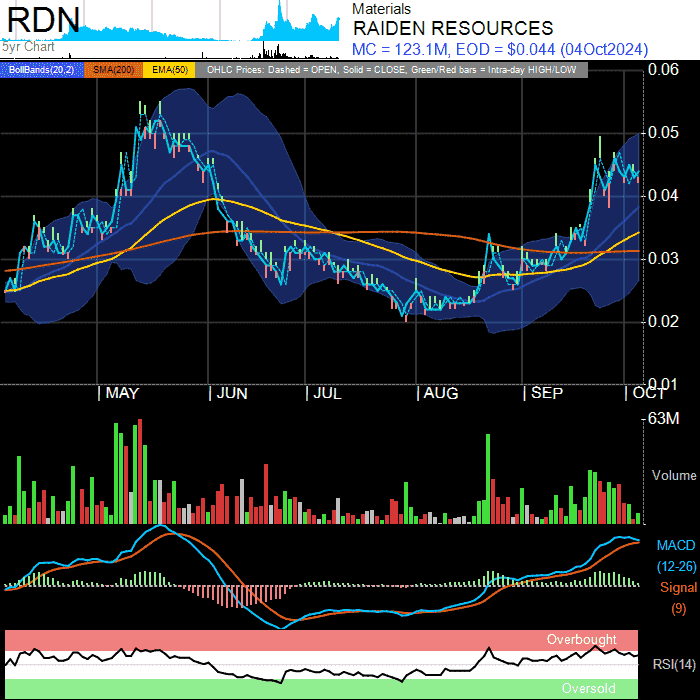 RDN
5yr Chart
Materials
RAIDEN RESOURCES
MC = 123.1M, EOD = $0.044 (04Oct2024)
BollBands(20,2) SMA(200) EMA(50) OHLC Prices: Dashed = OPEN, Solid = CLOSE, Green/Red bars = Intra-day HIGH/LOW
0.06
0.05
0.04
0.03
0.02
0.01
MAY JUN JUL AUG SEP OCT
63M
Volume
MACD
(12-26)
Signal
(9)
Overbought
RSI(14)
Oversold